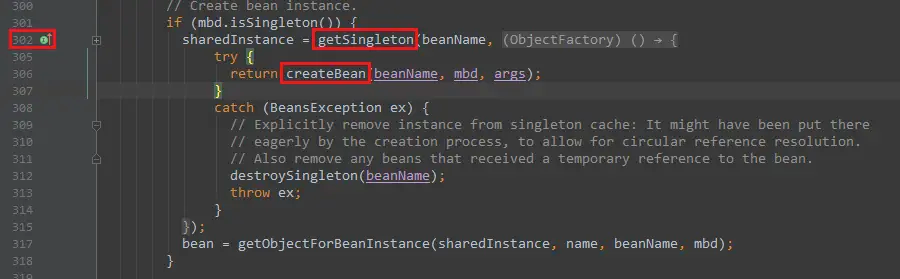 300 // Create bean instance.
301 if (mbd.isSingleton()) {
302 sharedInstance = getSingleton(beanName, (ObjectFactory) () → {
305 try {
306 return createBean(beanName, mbd, args);
307 }
308 catch (BeansException ex) {
309 // Explicitly remove instance from singleton cache: It might have been put there
310 // eagerly by the creation process, to allow for circular reference resolution.
311 // Also remove any beans that received a temporary reference to the bean.
312 destroySingleton(beanName);
313 throw ex;
314 }
315 });
317 bean = getObjectForBeanInstance(sharedInstance, name, beanName, mbd);
318 }
319